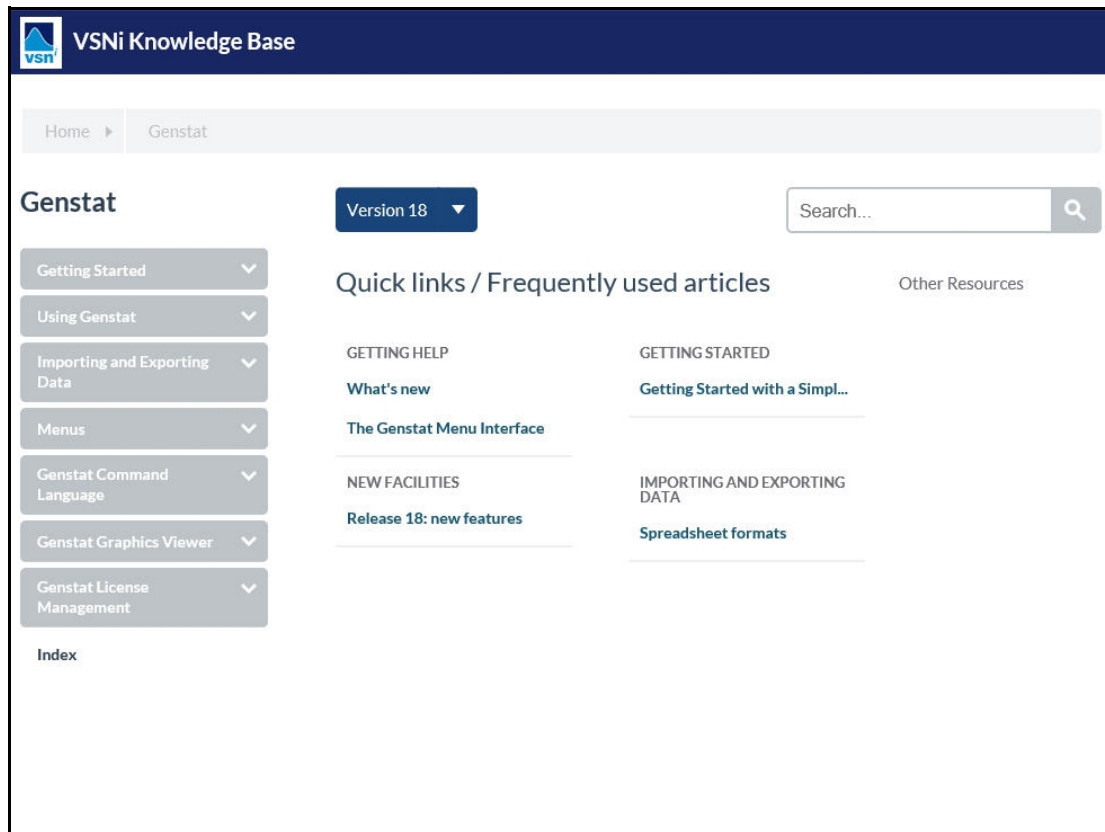 vsni
VSNi Knowledge Base
Home
Genstat
Genstat
Getting Started
Using Genstat
Importing and Exporting
Data
Menus
Genstat Command
Language
Genstat Graphics Viewer
Genstat License
Management
Index
Version 18
Search...
Quick links / Frequently used articles
Other Resources
GETTING HELP
What's new
The Genstat Menu Interface
GETTING STARTED
Getting Started with a Simpl...
NEW FACILITIES
Release 18: new features
IMPORTING AND EXPORTING
DATA
Spreadsheet formats